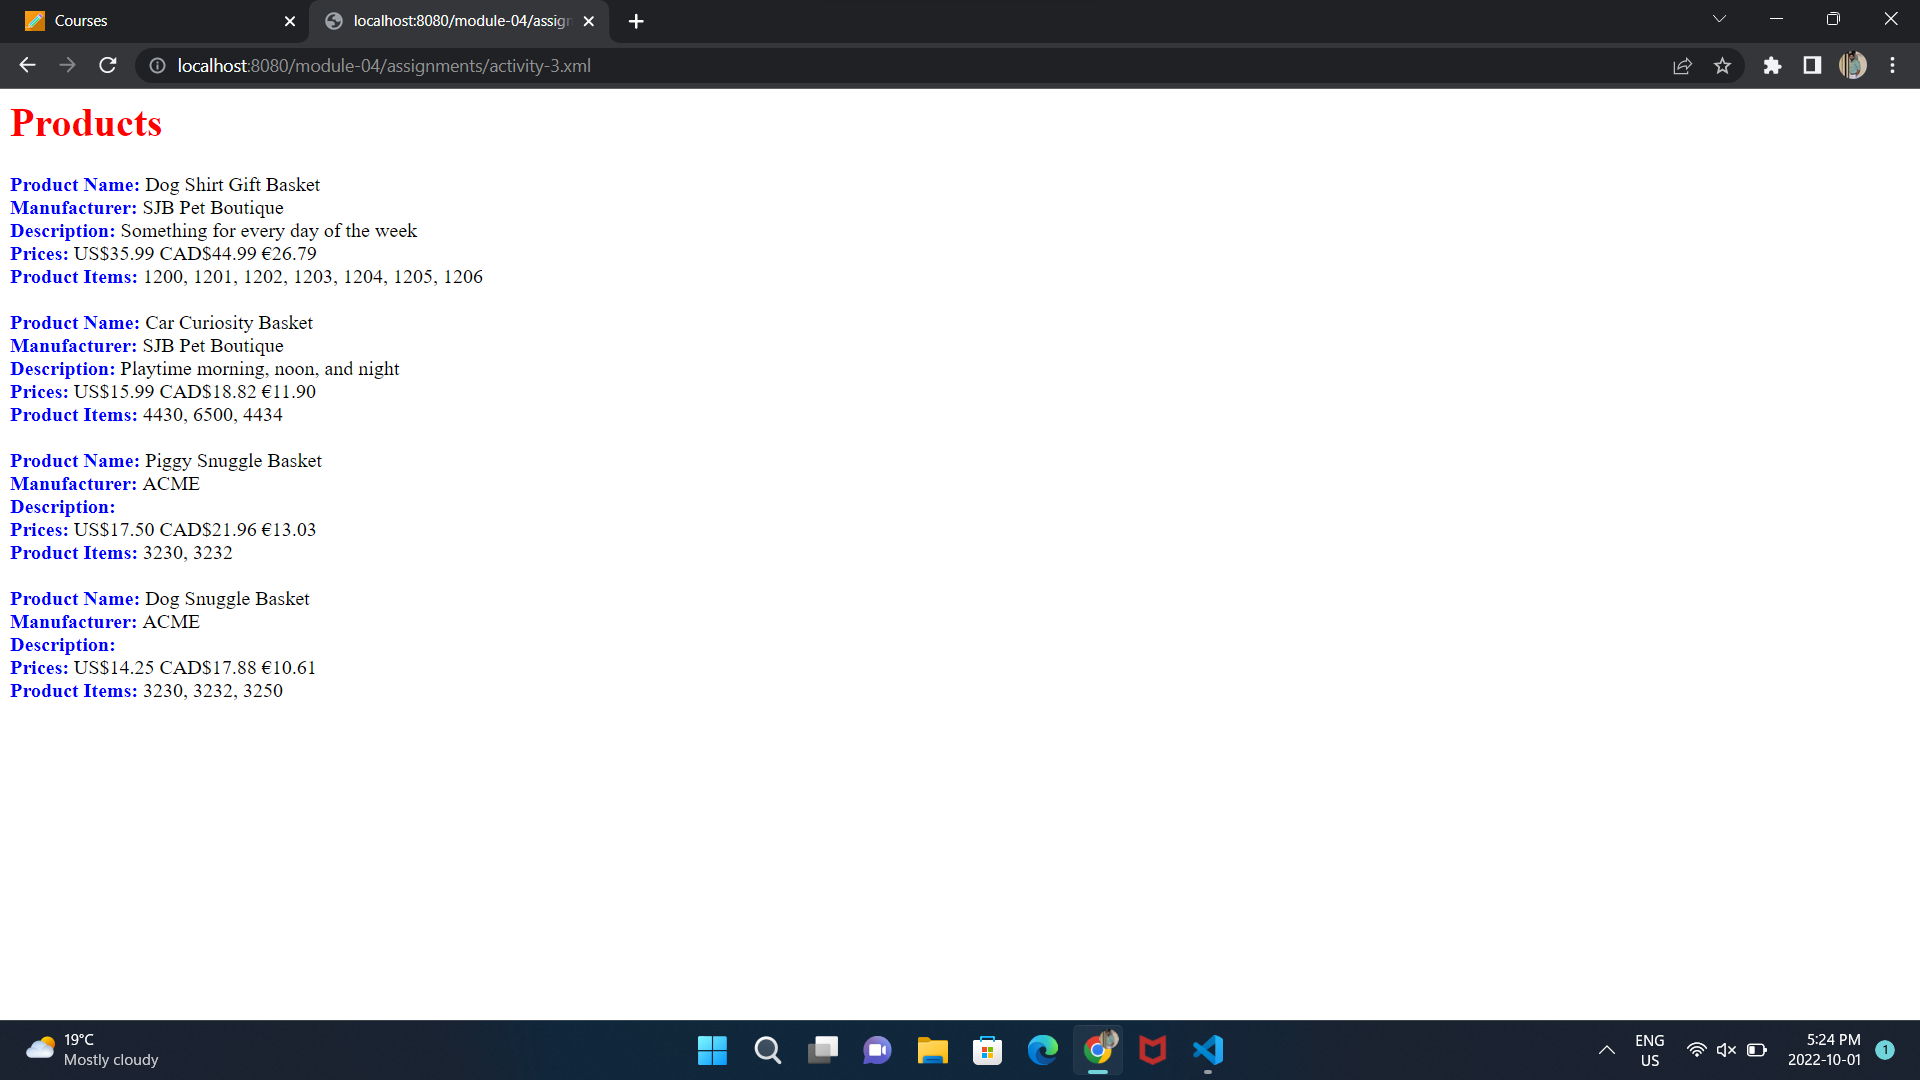 Courses
localhost:8080/module-04/assign
localhost:8080/module-04/assignments/activity-3.xml
Products
Product Name: Dog Shirt Gift Basket
Manufacturer: SJB Pet Boutique
Description: Something for every day of the week
Prices: US$35.99 CAD$44.99 €26.79
Product Items: 1200, 1201, 1202, 1203, 1204, 1205, 1206
Product Name: Car Curiosity Basket
Manufacturer: SJB Pet Boutique
Description: Playtime morning, noon, and night
Prices: US$15.99 CAD$18.82 €11.90
Product Items: 4430, 6500, 4434
Product Name: Piggy Snuggle Basket
Manufacturer: ACME
Description:
Prices: US$17.50 CAD$21.96 €13.03
Product Items: 3230, 3232
Product Name: Dog Snuggle Basket
Manufacturer: ACME
Description:
Prices: US$14.25 CAD$17.88 €10.61
Product Items: 3230, 3232, 3250
19°C
Mostly cloudy
ENG
US
5:24 PM
2022-10-01
1